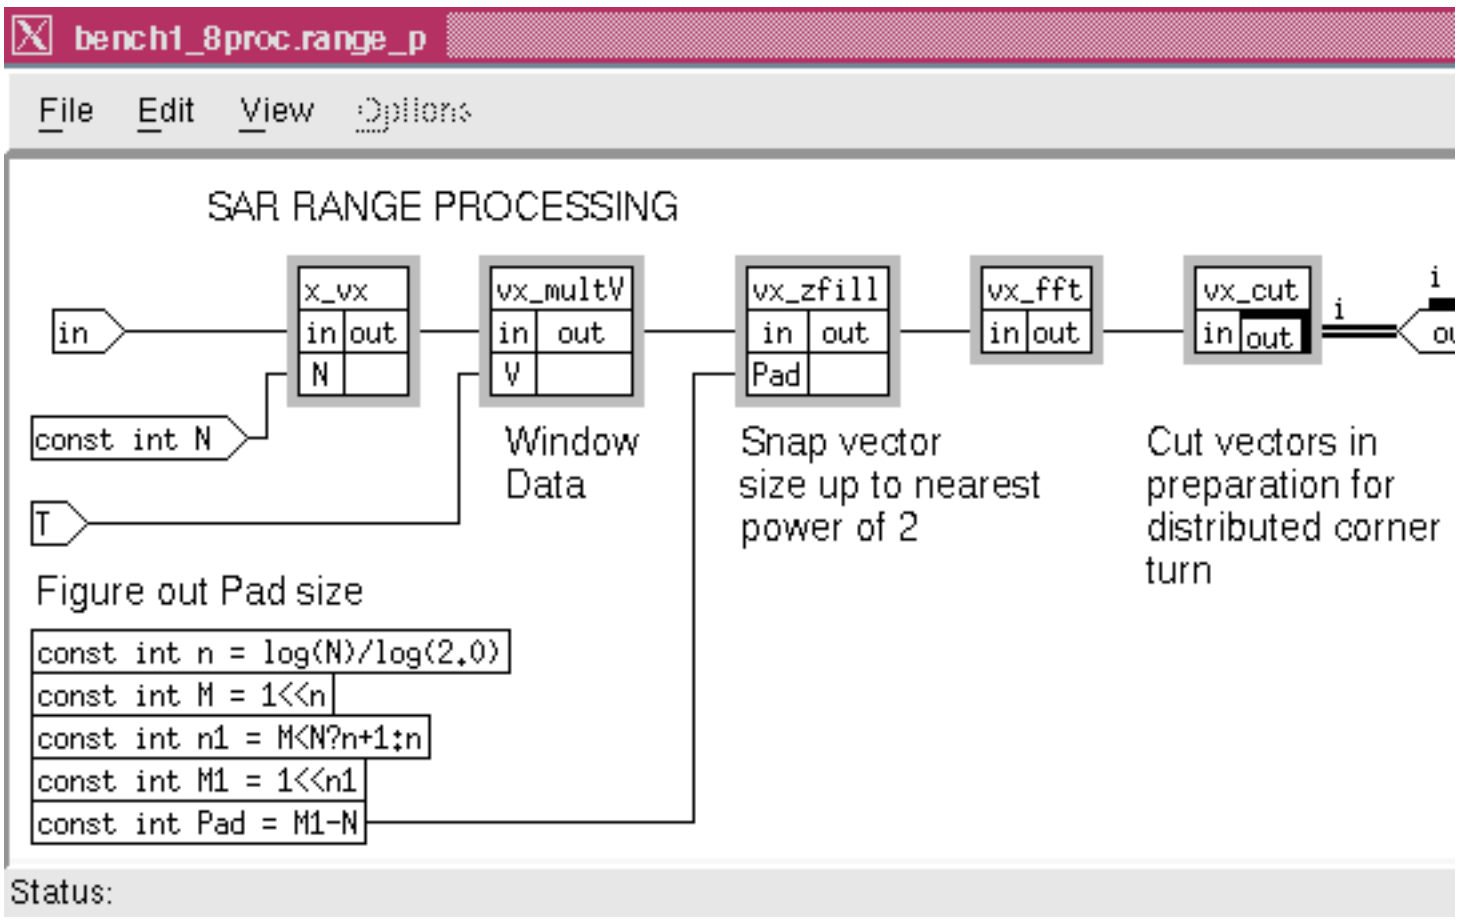 bench1_8proc.range_p
File Edit View Options
SAR RANGE PROCESSING
x_vx vx_multV vx_zfill vx_fft vx_cut i
in in out in out in out in out in out i
N V Pad
const int N
Window
Data
Snap vector
size up to nearest
power of 2
Cut vectors in
preparation for
distributed corner
turn
T
Figure out Pad size
const int n = log(N)/log(2.0)
const int M = 1<<n
const int n1 = M<N?n+1:n
const int M1 = 1<<n1
const int Pad = M1-N
Status: